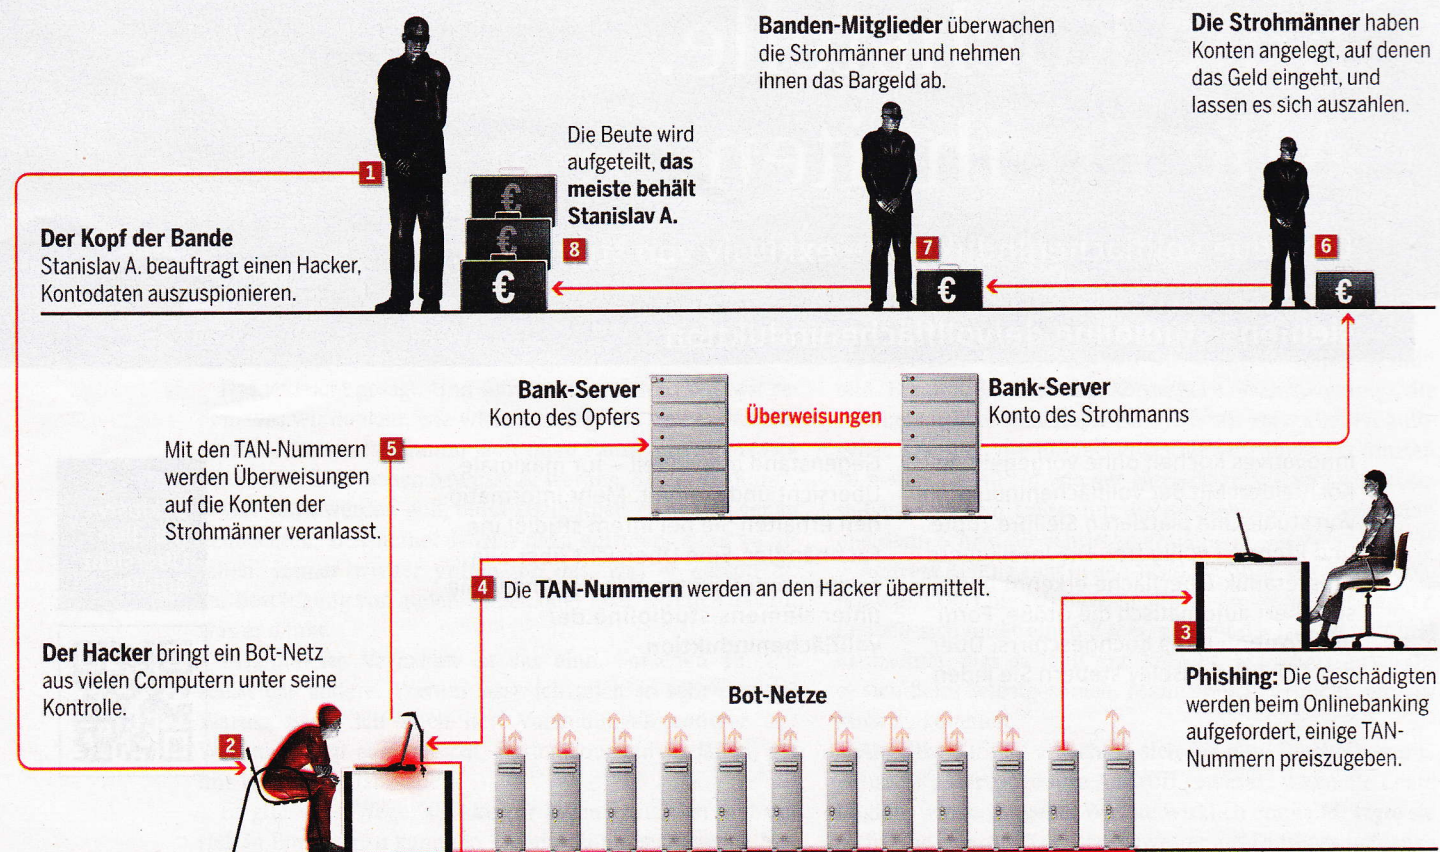 Banden-Mitglieder überwachen
die Strohmänner und nehmen
ihnen das Bargeld ab.
Die Strohmänner haben
Konten angelegt, auf denen
das Geld eingeht, und
lassen es sich auszahlen.
Die Beute wird
aufgeteilt, das
meiste behält
Stanislav A.
1
8
7
6
€
€
€
€
€
Der Kopf der Bande
Stanislav A. beauftragt einen Hacker,
Kontodaten auszuspionieren.
Bank-Server
Konto des Opfers
Überweisungen
Bank-Server
Konto des Strohmanns
5
Mit den TAN-Nummern
werden Überweisungen
auf die Konten der
Strohmänner veranlasst.
4
Die TAN-Nummern werden an den Hacker übermittelt.
3
Phishing: Die Geschädigten
werden beim Onlinebanking
aufgefordert, einige TAN-
Nummern preiszugeben.
Der Hacker bringt ein Bot-Netz
aus vielen Computern unter seine
Kontrolle.
2
Bot-Netze